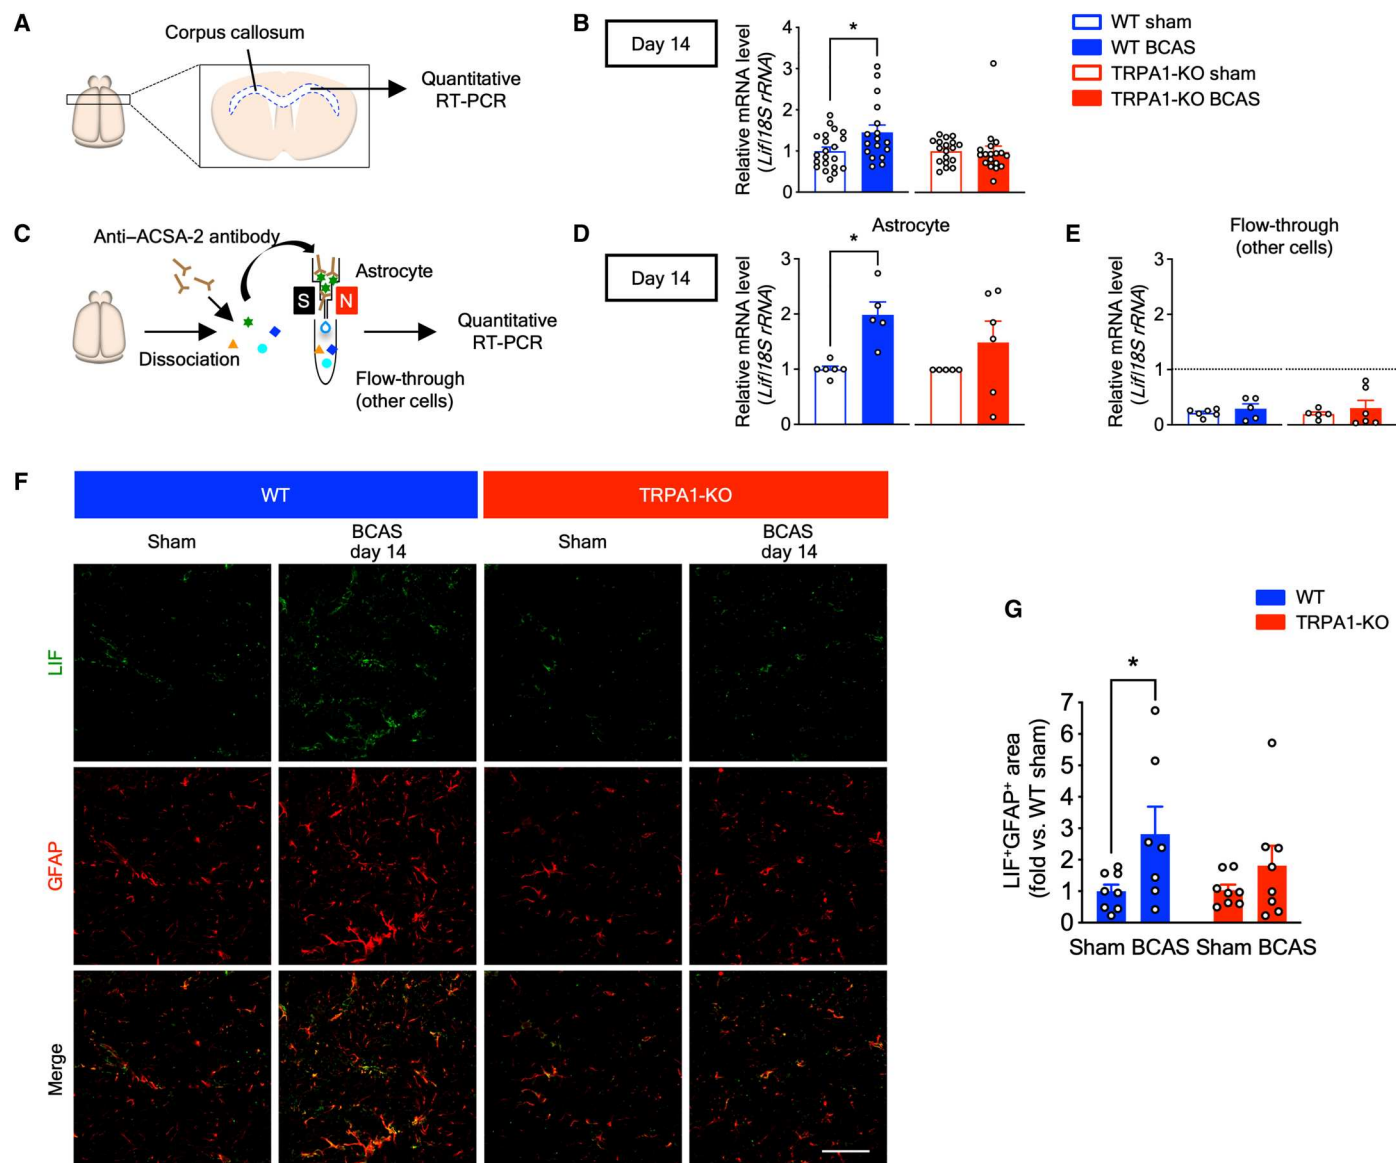 A
Corpus callosum
Quantitative
RT-PCR
B
Day 14
Relative mRNA level
(Lif/18S rRNA)
4
3
2
1
0
*
WT sham
WT BCAS
TRPA1-KO sham
TRPA1-KO BCAS
C
Anti–ACSA-2 antibody
Dissociation
S
N
Astrocyte
Flow-through
(other cells)
Quantitative
RT-PCR
D
Day 14
Astrocyte
Relative mRNA level
(Lif/18S rRNA)
3
2
1
0
*
E
Flow-through
(other cells)
Relative mRNA level
(Lif/18S rRNA)
3
2
1
0
F
WT
TRPA1-KO
Sham
BCAS
day 14
Sham
BCAS
day 14
LIF
GFAP
Merge
G
WT
TRPA1-KO
LIF⁺GFAP⁺ area
(fold vs. WT sham)
7
6
5
4
3
2
1
0
*
Sham BCAS Sham BCAS